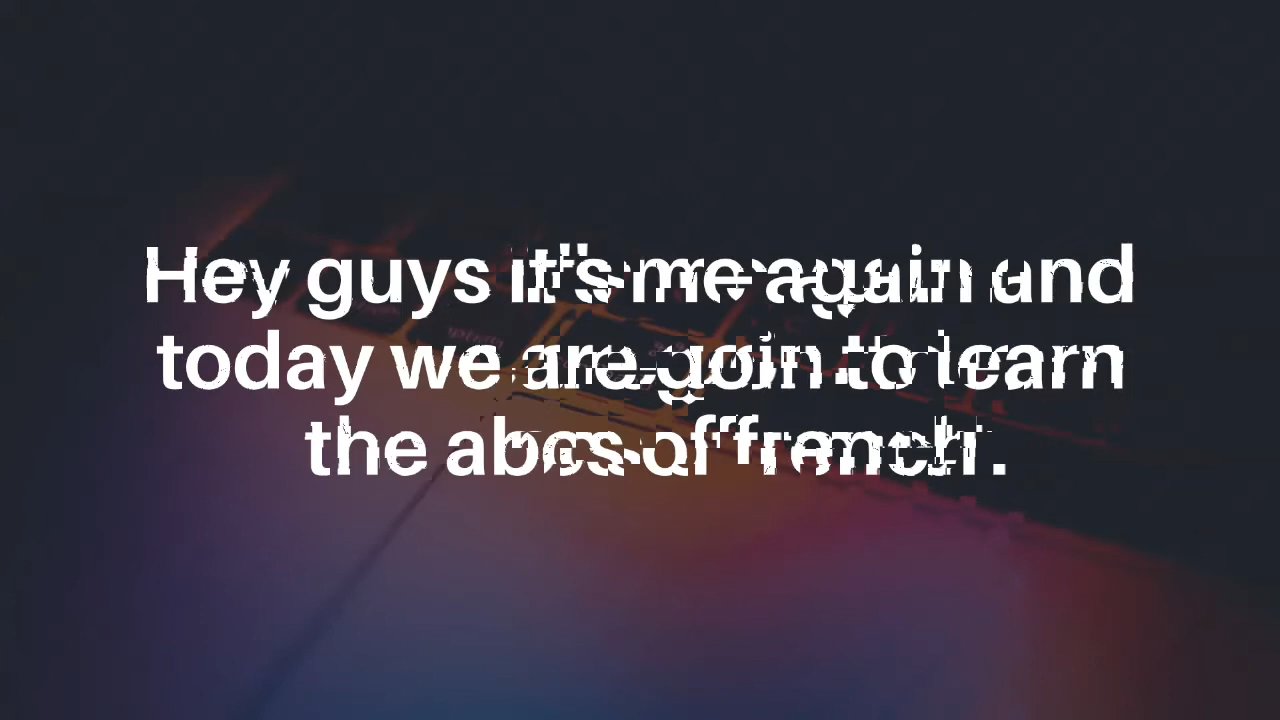 Hey guys it's me again and
today we are goin to learn
the abcs of french.